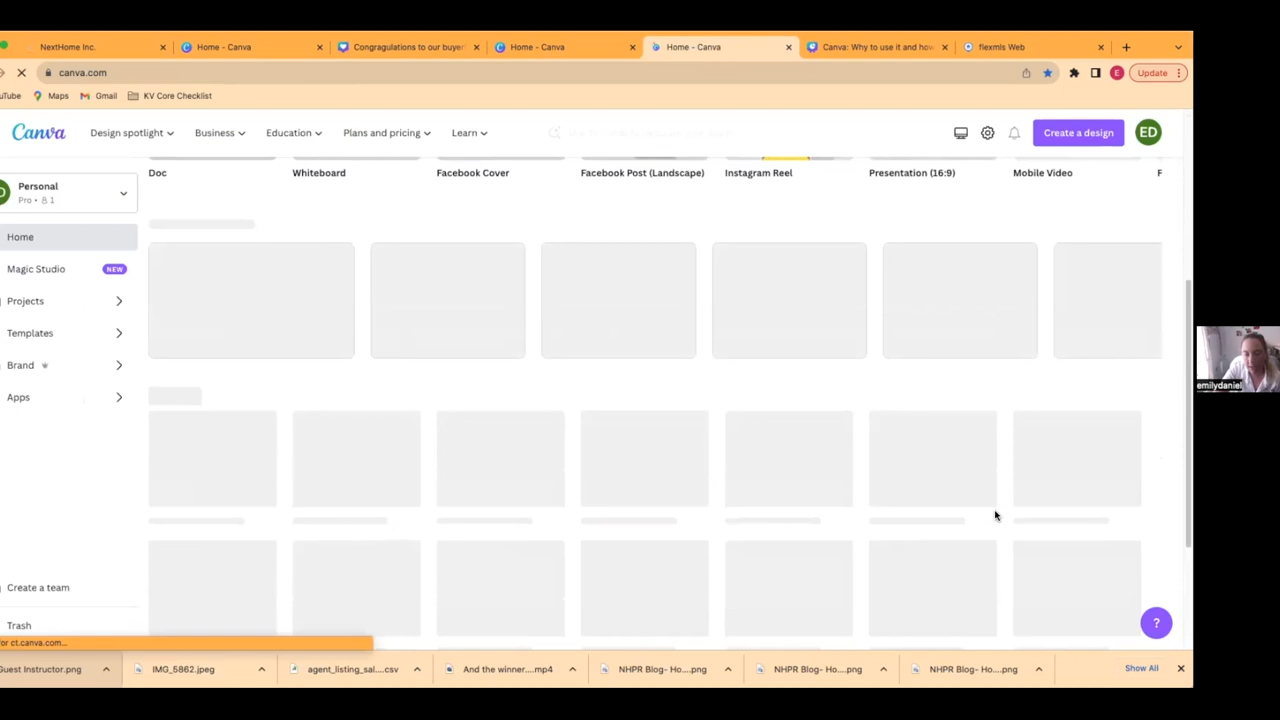 NextHome Inc.
Home - Canva
Congragulations to our buyer
Home - Canva
Home - Canva
Canva: Why to use it and how
flexmls Web
canva.com
Update
uTube
Maps
Gmail
KV Core Checklist
Canva
Design spotlight
Business
Education
Plans and pricing
Learn
Create a design
ED
Doc
Whiteboard
Facebook Cover
Facebook Post (Landscape)
Instagram Reel
Presentation (16:9)
Mobile Video
F
Personal
Pro • 1
Home
Magic Studio NEW
Projects
Templates
Brand
Apps
Create a team
Trash
for ct.canva.com...
?
emilydaniel
Guest Instructor.png
IMG_5862.jpeg
agent_listing_sal....csv
And the winner....mp4
NHPR Blog- Ho....png
NHPR Blog- Ho....png
NHPR Blog- Ho....png
Show All